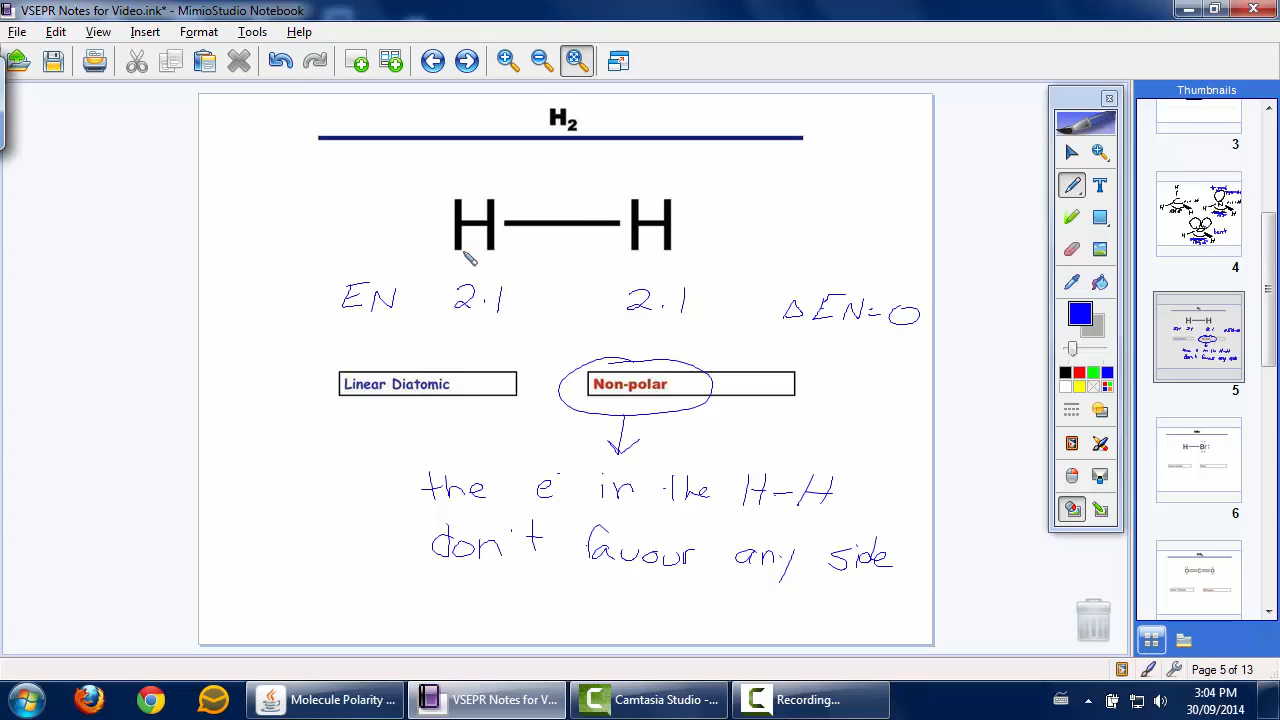 VSEPR Notes for Video.ink* - MimioStudio Notebook
File Edit View Insert Format Tools Help
H2
H — H
EN 2.1 2.1 ΔEN=0
Linear Diatomic Non-polar
the e⁻ in the H-H
don't favour any side
Thumbnails
3
4
5
6
Page 5 of 13
Molecule Polarity ...
VSEPR Notes for V...
Camtasia Studio -...
Recording...
3:04 PM
30/09/2014